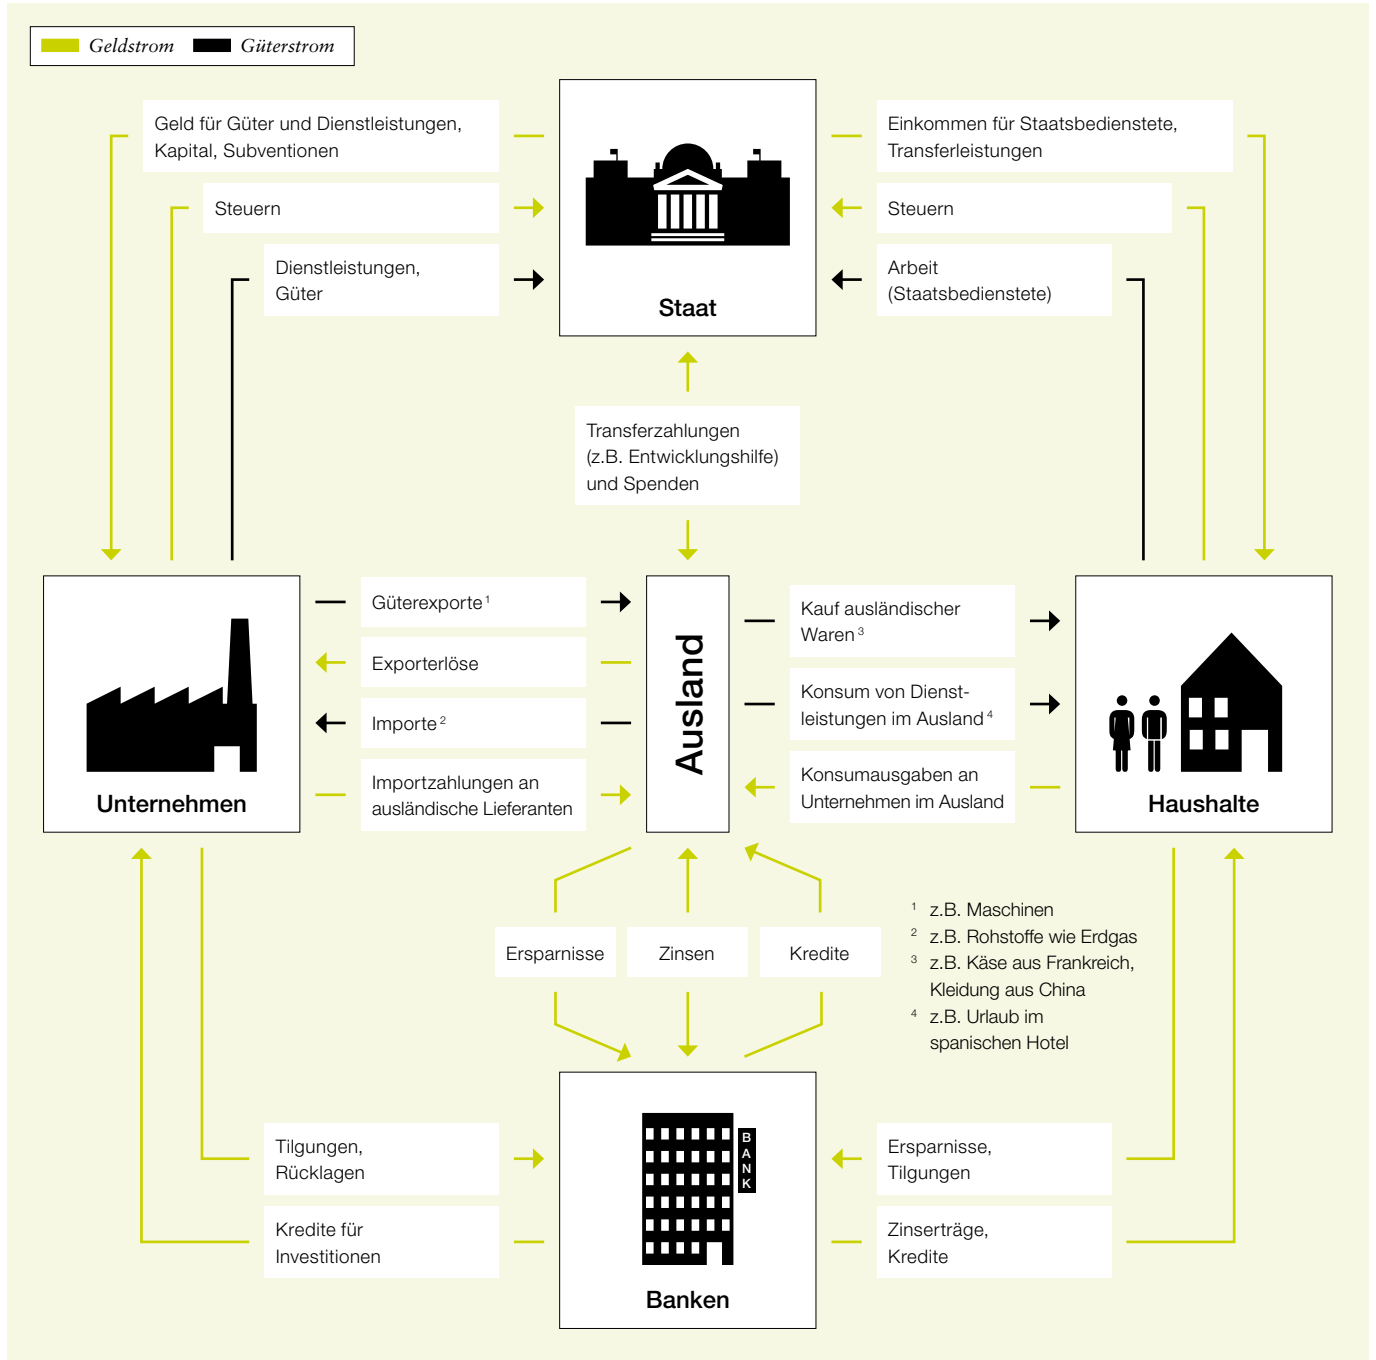 Geldstrom Güterstrom
Geld für Güter und Dienstleistungen,
Kapital, Subventionen
Steuern
Dienstleistungen,
Güter
Staat
Einkommen für Staatsbedienstete,
Transferleistungen
Steuern
Arbeit
(Staatsbedienstete)
Transferzahlungen
(z.B. Entwicklungshilfe)
und Spenden
Unternehmen
Güterexporte ¹
Exporterlöse
Importe ²
Importzahlungen an
ausländische Lieferanten
Ausland
Kauf ausländischer
Waren ³
Konsum von Dienst-
leistungen im Ausland ⁴
Konsumausgaben an
Unternehmen im Ausland
Haushalte
Ersparnisse
Zinsen
Kredite
¹ z.B. Maschinen
² z.B. Rohstoffe wie Erdgas
³ z.B. Käse aus Frankreich,
Kleidung aus China
⁴ z.B. Urlaub im
spanischen Hotel
Tilgungen,
Rücklagen
Kredite für
Investitionen
BANK
Banken
Ersparnisse,
Tilgungen
Zinserträge,
Kredite